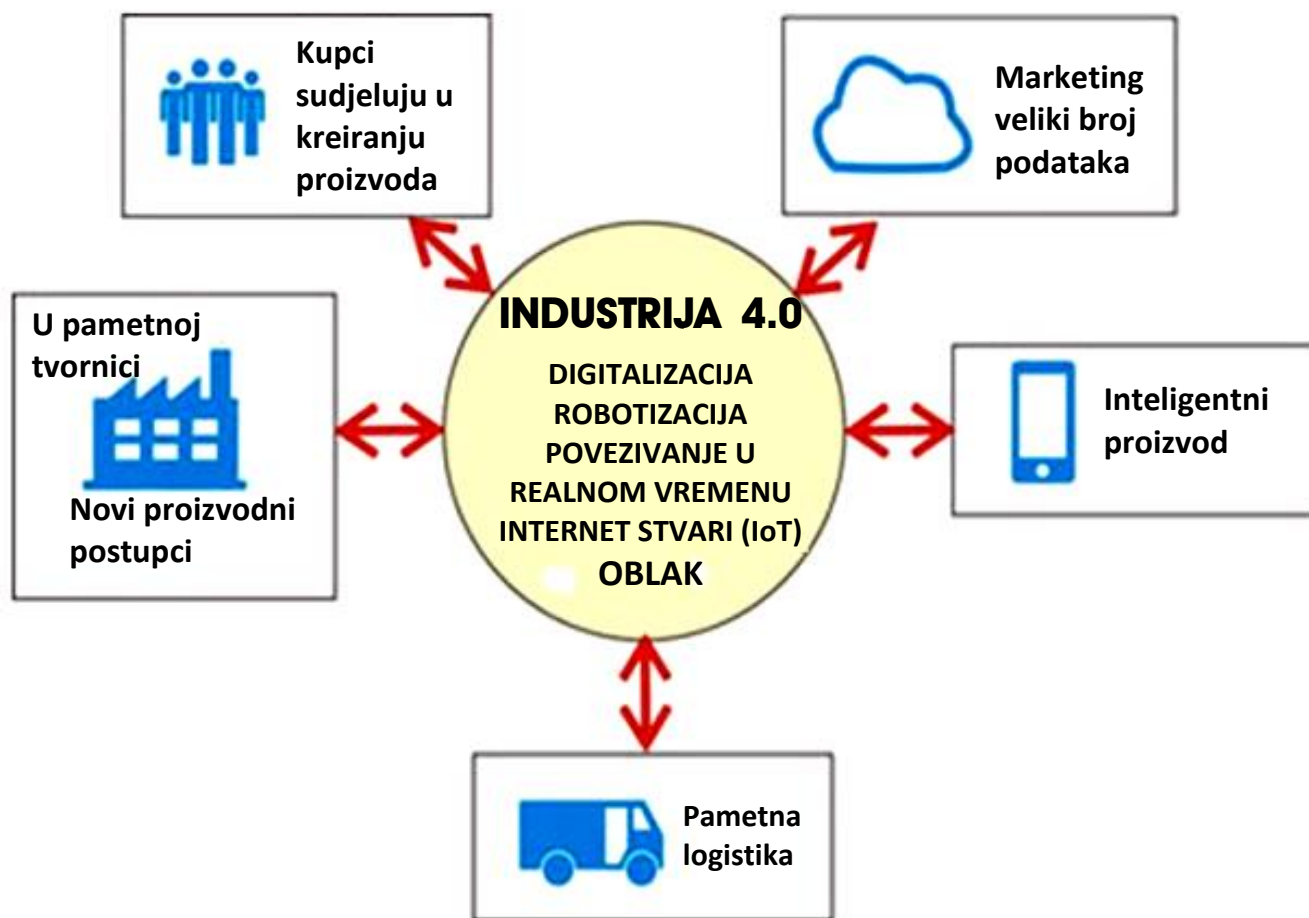 Kupci
sudjeluju u
kreiranju
proizvoda
Marketing
veliki broj
podataka
U pametnoj
tvornici
Novi proizvodni
postupci
INDUSTRIJA 4.0
DIGITALIZACIJA
ROBOTIZACIJA
POVEZIVANJE U
REALNOM VREMENU
INTERNET STVARI (IoT)
OBLAK
Inteligentni
proizvod
Pametna
logistika